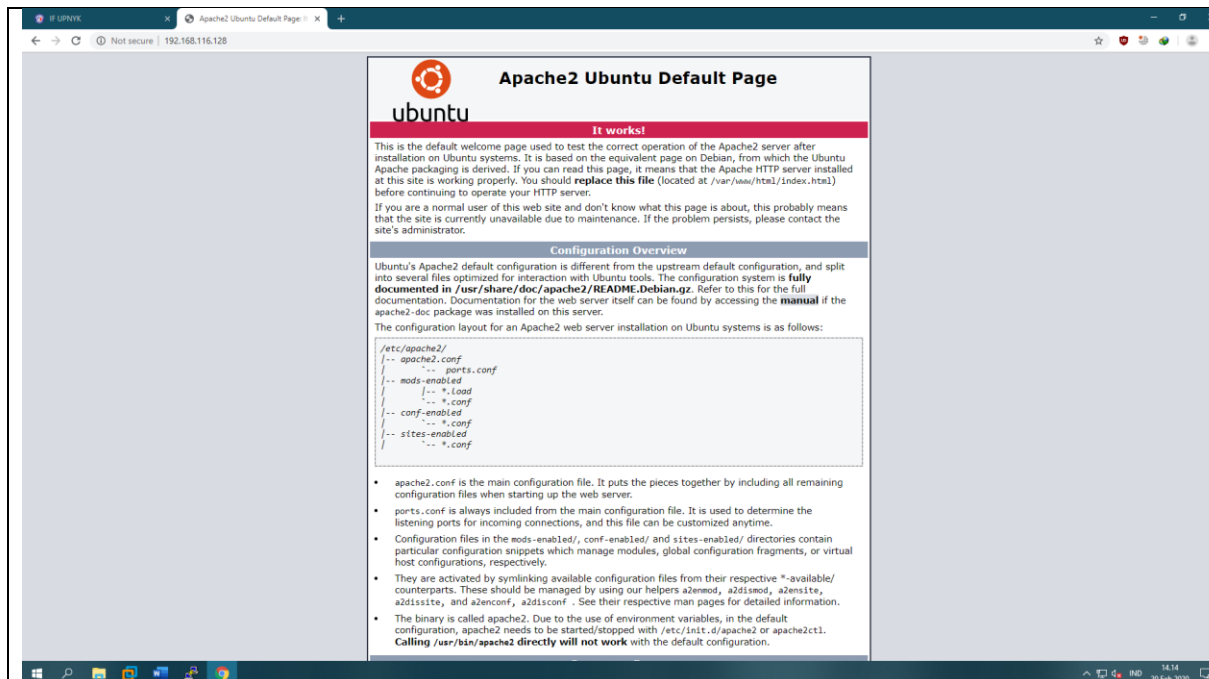 IF UPNYK
Apache2 Ubuntu Default Page: It
Not secure | 192.168.116.128
ubuntu
Apache2 Ubuntu Default Page
It works!
This is the default welcome page used to test the correct operation of the Apache2 server after
installation on Ubuntu systems. It is based on the equivalent page on Debian, from which the Ubuntu
Apache packaging is derived. If you can read this page, it means that the Apache HTTP server installed
at this site is working properly. You should replace this file (located at /var/www/html/index.html)
before continuing to operate your HTTP server.
If you are a normal user of this web site and don't know what this page is about, this probably means
that the site is currently unavailable due to maintenance. If the problem persists, please contact the
site's administrator.
Configuration Overview
Ubuntu's Apache2 default configuration is different from the upstream default configuration, and split
into several files optimized for interaction with Ubuntu tools. The configuration system is fully
documented in /usr/share/doc/apache2/README.Debian.gz. Refer to this for the full
documentation. Documentation for the web server itself can be found by accessing the manual if the
apache2-doc package was installed on this server.
The configuration layout for an Apache2 web server installation on Ubuntu systems is as follows:
/etc/apache2/
|-- apache2.conf
|       `--  ports.conf
|-- mods-enabled
|       |-- *.load
|       `-- *.conf
|-- conf-enabled
|       `-- *.conf
|-- sites-enabled
|       `-- *.conf
• apache2.conf is the main configuration file. It puts the pieces together by including all remaining
configuration files when starting up the web server.
• ports.conf is always included from the main configuration file. It is used to determine the
listening ports for incoming connections, and this file can be customized anytime.
• Configuration files in the mods-enabled/, conf-enabled/ and sites-enabled/ directories contain
particular configuration snippets which manage modules, global configuration fragments, or virtual
host configurations, respectively.
• They are activated by symlinking available configuration files from their respective *-available/
counterparts. These should be managed by using our helpers a2enmod, a2dismod, a2ensite,
a2dissite, and a2enconf, a2disconf . See their respective man pages for detailed information.
• The binary is called apache2. Due to the use of environment variables, in the default
configuration, apache2 needs to be started/stopped with /etc/init.d/apache2 or apache2ctl.
Calling /usr/bin/apache2 directly will not work with the default configuration.
IND
14.14
20 Feb 2020